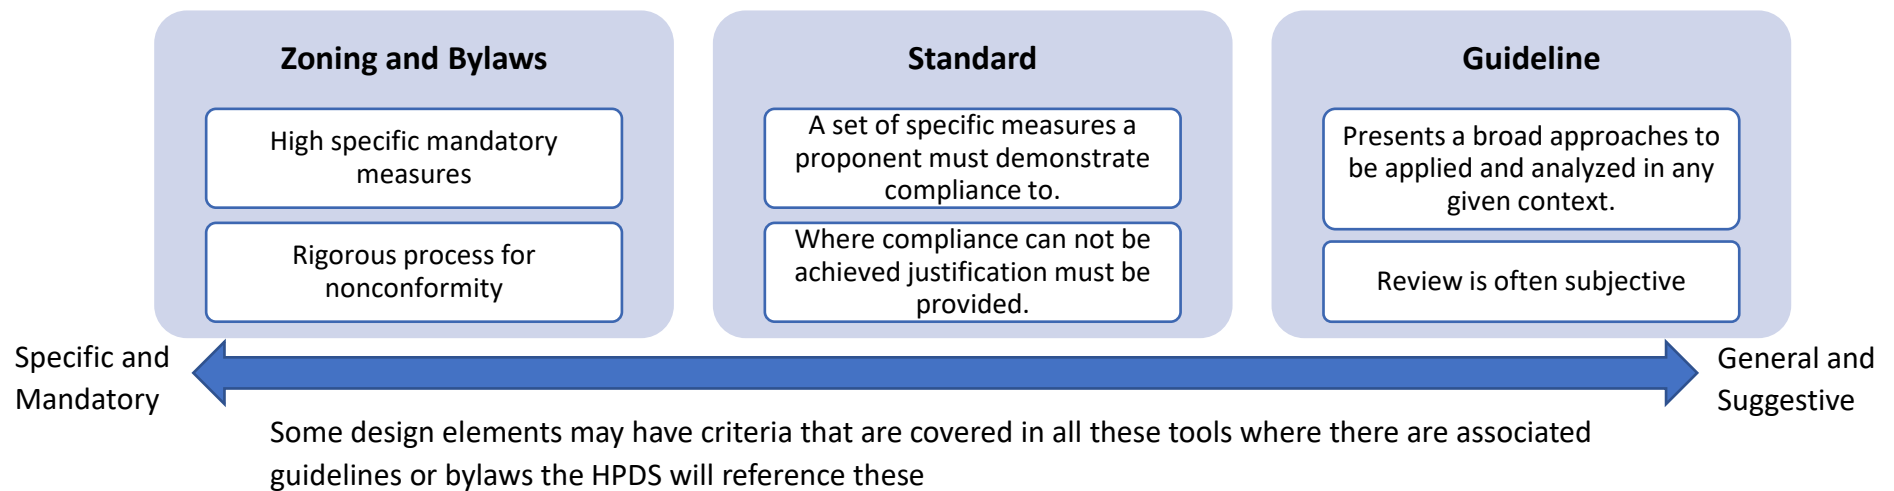 Zoning and Bylaws
High specific mandatory
measures
Rigorous process for
nonconformity
Standard
A set of specific measures a
proponent must demonstrate
compliance to.
Where compliance can not be
achieved justification must be
provided.
Guideline
Presents a broad approaches to
be applied and analyzed in any
given context.
Review is often subjective
Specific and
Mandatory
General and
Suggestive
Some design elements may have criteria that are covered in all these tools where there are associated
guidelines or bylaws the HPDS will reference these